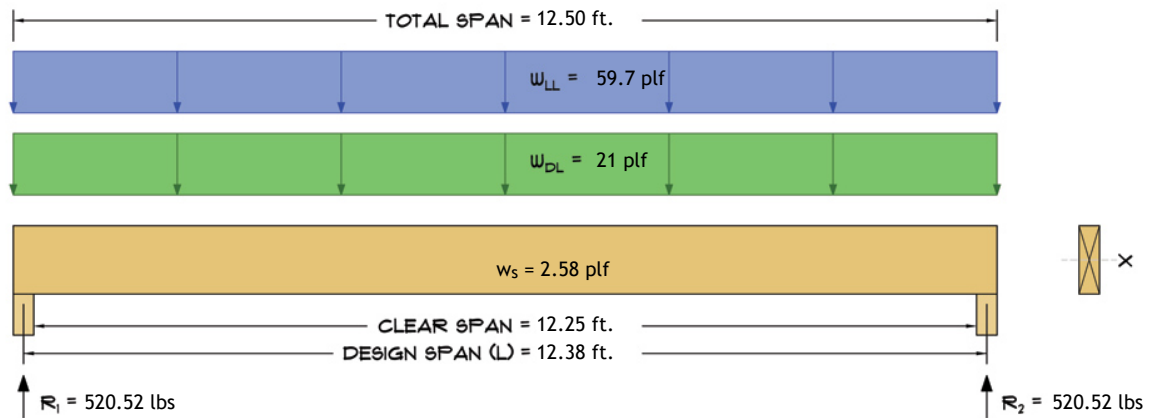 TOTAL SPAN = 12.50 ft.
wLL = 59.7 plf
wDL = 21 plf
ws = 2.58 plf
X
CLEAR SPAN = 12.25 ft.
DESIGN SPAN (L) = 12.38 ft.
R1 = 520.52 lbs
R2 = 520.52 lbs